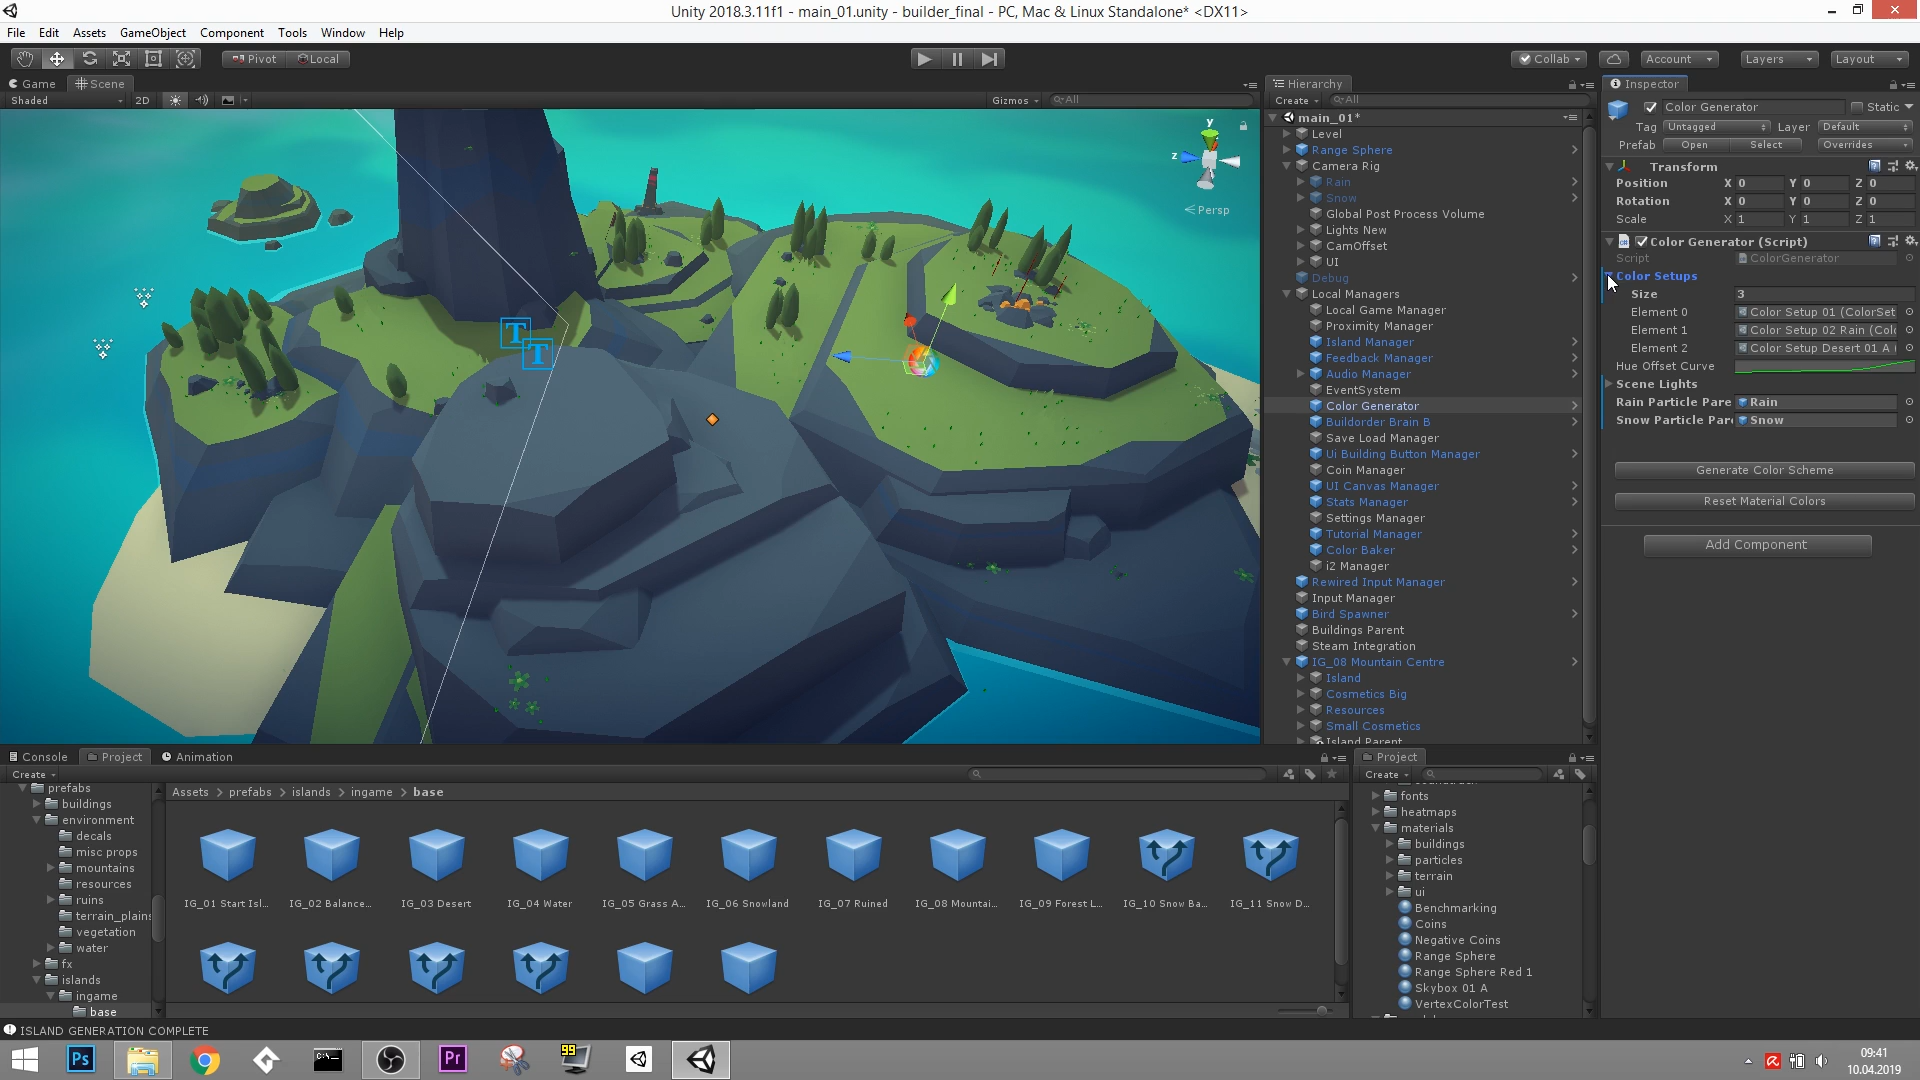 Unity 2018.3.11f1 - main_01.unity - builder_final - PC, Mac & Linux Standalone* <DX11>
File Edit Assets GameObject Component Tools Window Help
Pivot Local Collab Account Layers Layout
Game Scene
Shaded 2D Gizmos All
y
z
Persp
T
T
Hierarchy
Create All
main_01*
Level
Range Sphere
Camera Rig
Rain
Snow
Global Post Process Volume
Lights New
CamOffset
UI
Debug
Local Managers
Local Game Manager
Proximity Manager
Island Manager
Feedback Manager
Audio Manager
EventSystem
Color Generator
Buildorder Brain B
Save Load Manager
Ui Building Button Manager
Coin Manager
UI Canvas Manager
Stats Manager
Settings Manager
Tutorial Manager
Color Baker
i2 Manager
Rewired Input Manager
Input Manager
Bird Spawner
Buildings Parent
Steam Integration
IG_08 Mountain Centre
Island
Cosmetics Big
Resources
Small Cosmetics
Island Parent
Inspector
Color Generator Static
Tag Untagged Layer Default
Prefab Open Select Overrides
Transform
Position X 0 Y 0 Z 0
Rotation X 0 Y 0 Z 0
Scale X 1 Y 1 Z 1
Color Generator (Script)
Script ColorGenerator
Color Setups
Size 3
Element 0 Color Setup 01 (ColorSet
Element 1 Color Setup 02 Rain (Colo
Element 2 Color Setup Desert 01 A (
Hue Offset Curve
Scene Lights
Rain Particle Pare Rain
Snow Particle Par Snow
Generate Color Scheme
Reset Material Colors
Add Component
Console Project Animation
Create
prefabs
buildings
environment
decals
misc props
mountains
resources
ruins
terrain_plains
vegetation
water
fx
islands
ingame
base
Assets > prefabs > islands > ingame > base
IG_01 Start Isl... IG_02 Balance... IG_03 Desert IG_04 Water IG_05 Grass A... IG_06 Snowland IG_07 Ruined IG_08 Mountai... IG_09 Forest L... IG_10 Snow Ba... IG_11 Snow D...
Project
Create
fonts
heatmaps
materials
buildings
particles
terrain
ui
Benchmarking
Coins
Negative Coins
Range Sphere
Range Sphere Red 1
Skybox 01 A
VertexColorTest
ISLAND GENERATION COMPLETE
Ps
Pr
99
09:41
10.04.2019